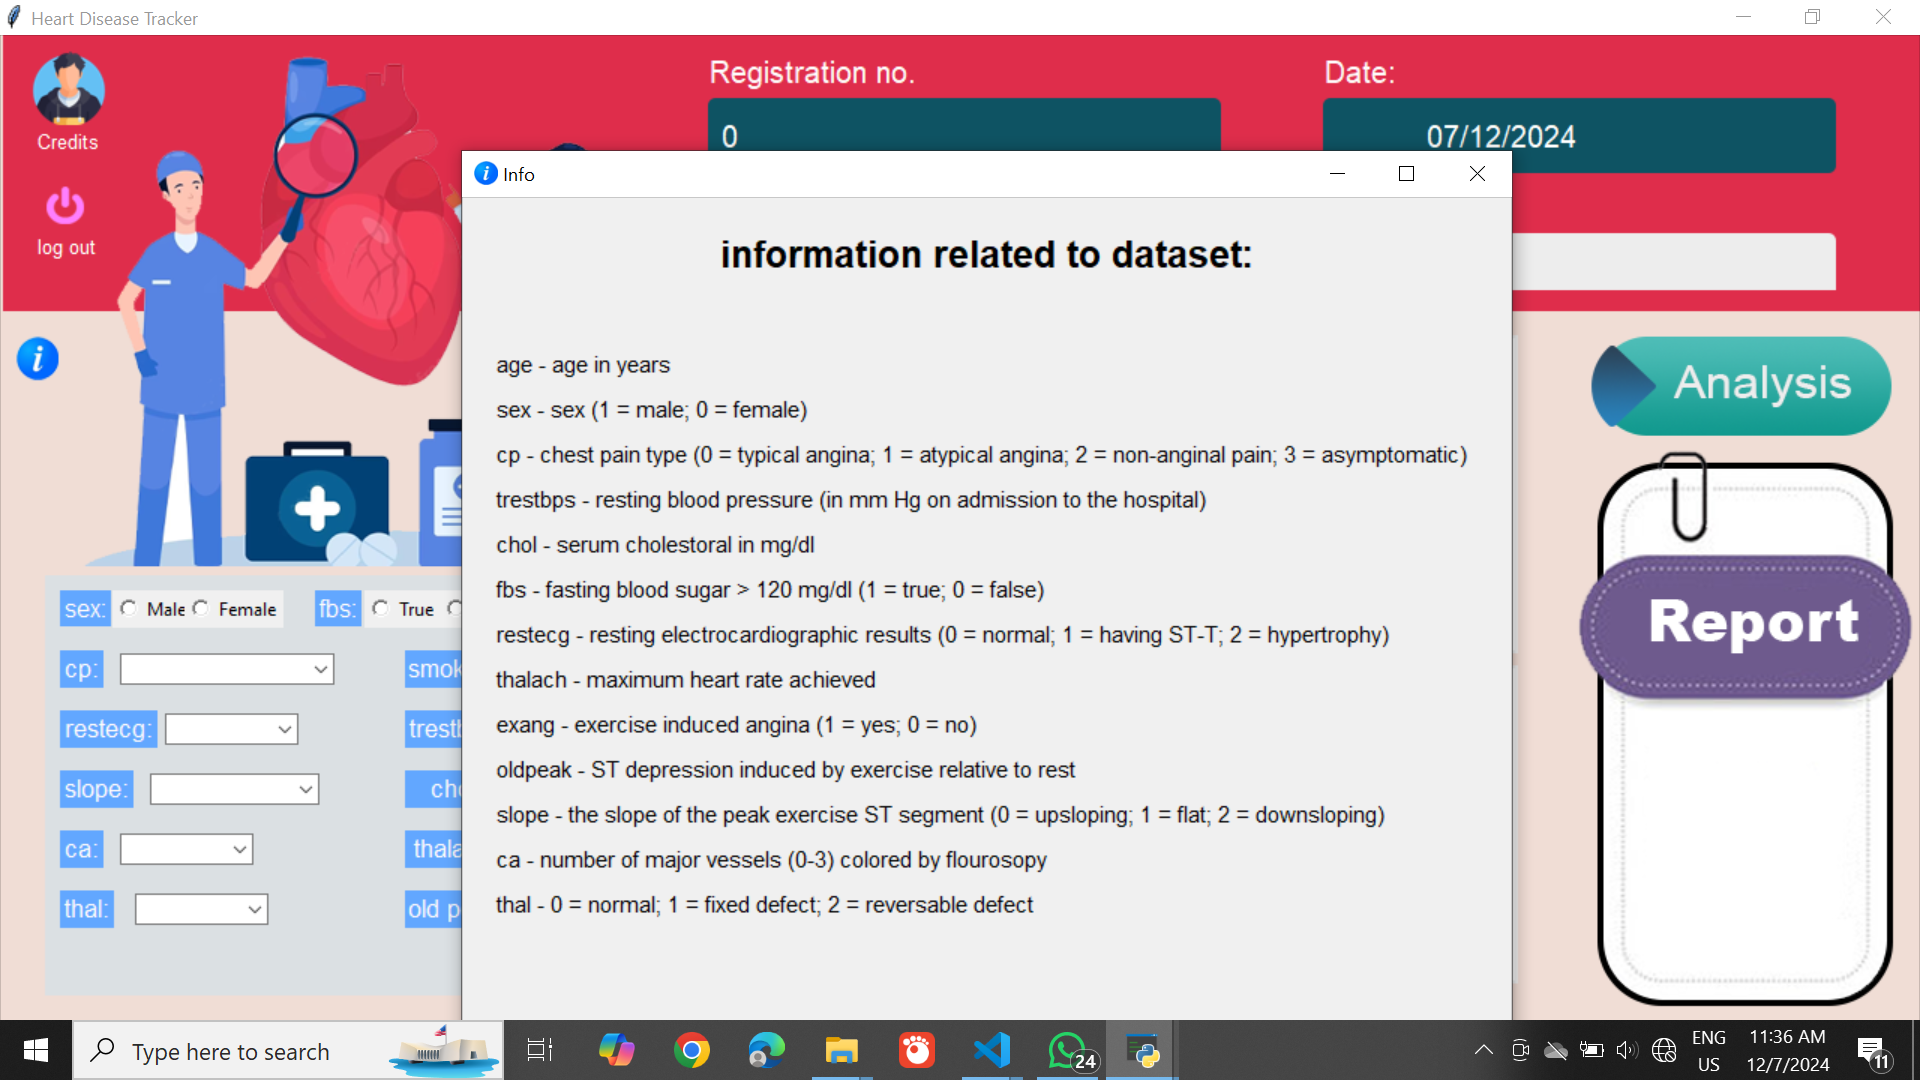 Heart Disease Tracker
Registration no.
Date:
0
07/12/2024
Credits
log out
Info
information related to dataset:
age - age in years
sex - sex (1 = male; 0 = female)
cp - chest pain type (0 = typical angina; 1 = atypical angina; 2 = non-anginal pain; 3 = asymptomatic)
trestbps - resting blood pressure (in mm Hg on admission to the hospital)
chol - serum cholestoral in mg/dl
fbs - fasting blood sugar > 120 mg/dl (1 = true; 0 = false)
restecg - resting electrocardiographic results (0 = normal; 1 = having ST-T; 2 = hypertrophy)
thalach - maximum heart rate achieved
exang - exercise induced angina (1 = yes; 0 = no)
oldpeak - ST depression induced by exercise relative to rest
slope - the slope of the peak exercise ST segment (0 = upsloping; 1 = flat; 2 = downsloping)
ca - number of major vessels (0-3) colored by flourosopy
thal - 0 = normal; 1 = fixed defect; 2 = reversable defect
Analysis
Report
sex: Male Female fbs: True
cp: smok
restecg: trestb
slope: cho
ca: thala
thal: old p
Type here to search
24
ENG
US
11:36 AM
12/7/2024
11